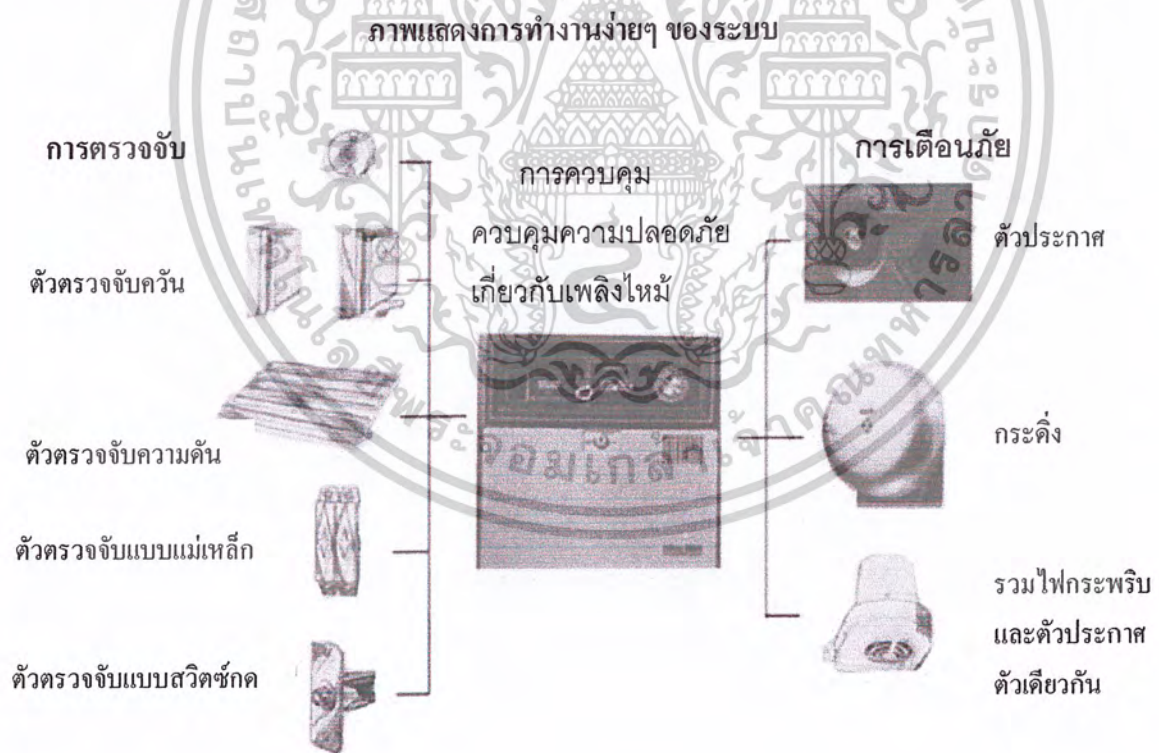 ภาพแสดงการทำงานง่ายๆ ของระบบ
การตรวจจับ
ตัวตรวจจับควัน
ตัวตรวจจับความดัน
ตัวตรวจจับแบบแม่เหล็ก
ตัวตรวจจับแบบสวิตซ์กด
การควบคุม
ควบคุมความปลอดภัย
เกี่ยวกับเพลิงไหม้
การเตือนภัย
ตัวประกาศ
กระดิ่ง
รวมไฟกระพริบ
และตัวประกาศ
ตัวเดียวกัน